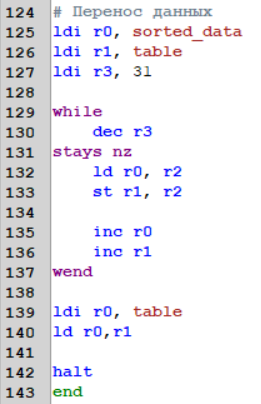 124 # Перенос данных
125 ldi r0, sorted_data
126 ldi r1, table
127 ldi r3, 31
128
129 while
130 dec r3
131 stays nz
132 ld r0, r2
133 st r1, r2
134
135 inc r0
136 inc r1
137 wend
138
139 ldi r0, table
140 ld r0,r1
141
142 halt
143 end